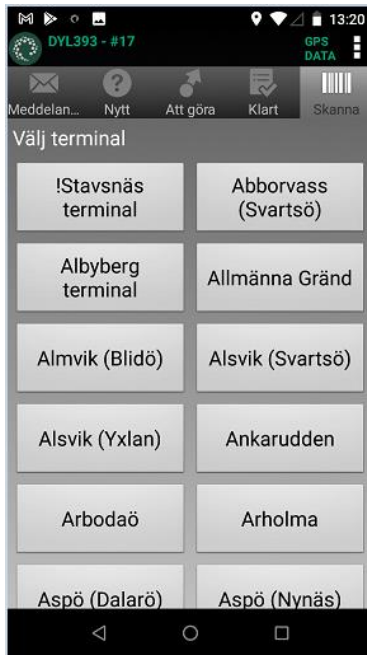 13:20
DYL393 - #17
GPS
DATA
Meddelan...
Nytt
Att göra
Klart
Skanna
Välj terminal
!Stavsnäs
terminal
Abborvass
(Svartsö)
Albyberg
terminal
Allmänna Gränd
Almvik (Blidö)
Alsvik (Svartsö)
Alsvik (Yxlan)
Ankarudden
Arbodaö
Arholma
Aspö (Dalarö)
Aspö (Nynäs)